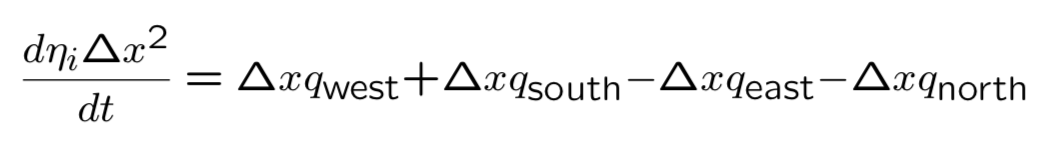 dη_iΔx²/dt = Δxq_west+Δxq_south−Δxq_east−Δxq_north